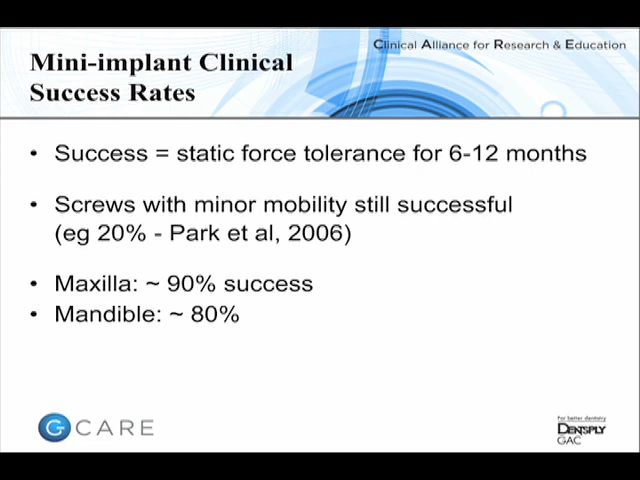 Clinical Alliance for Research & Education
Mini-implant Clinical
Success Rates
• Success = static force tolerance for 6-12 months
• Screws with minor mobility still successful
(eg 20% - Park et al, 2006)
• Maxilla: ~ 90% success
• Mandible: ~ 80%
G CARE
For better dentistry
DENTSPLY
GAC